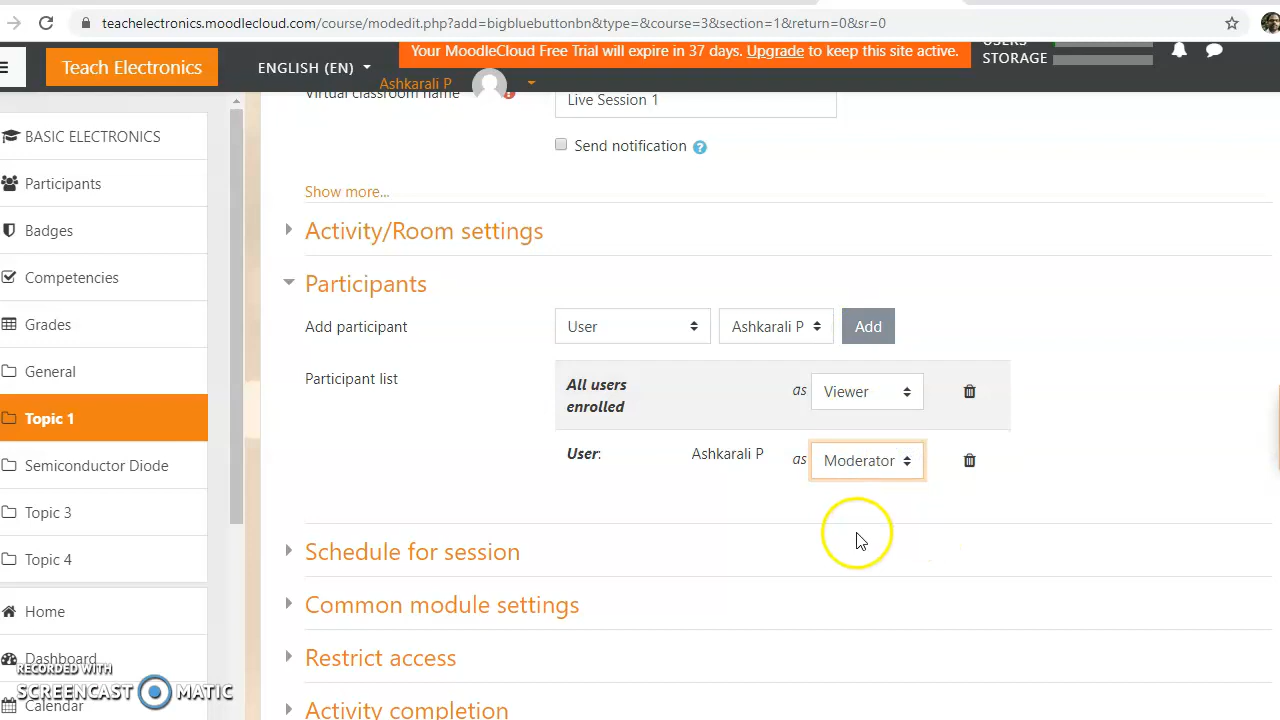 teachelectronics.moodlecloud.com/course/modedit.php?add=bigbluebuttonbn&type=&course=3&section=1&return=0&sr=0
Teach Electronics
ENGLISH (EN)
Your MoodleCloud Free Trial will expire in 37 days. Upgrade to keep this site active.
USERS
STORAGE
Ashkarali P
BASIC ELECTRONICS
Participants
Badges
Competencies
Grades
General
Topic 1
Semiconductor Diode
Topic 3
Topic 4
Home
Dashboard
Calendar
Virtual classroom name
Live Session 1
Send notification
Show more...
Activity/Room settings
Participants
Add participant
User
Ashkarali P
Add
Participant list
All users
enrolled
as
Viewer
User:
Ashkarali P
as
Moderator
Schedule for session
Common module settings
Restrict access
Activity completion
RECORDED WITH
SCREENCAST MATIC